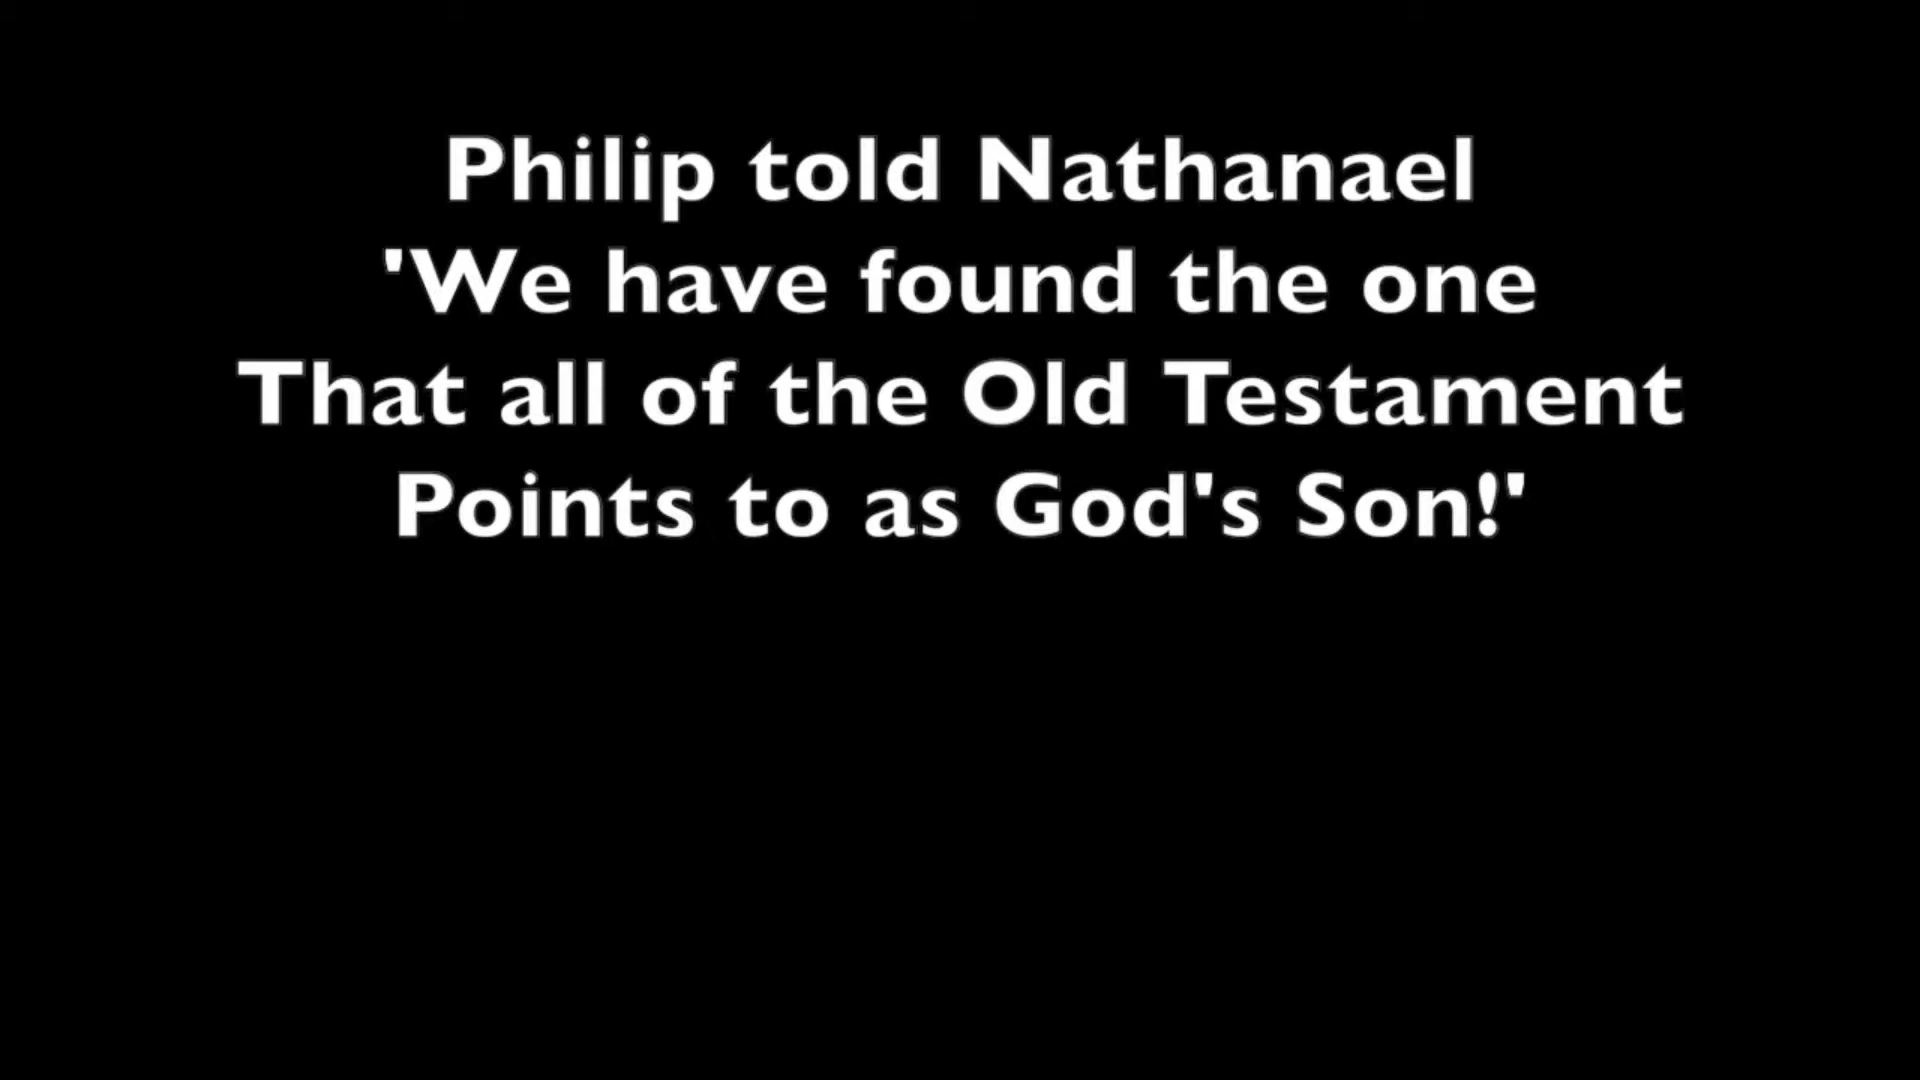 Philip told Nathanael
'We have found the one
That all of the Old Testament
Points to as God's Son!'